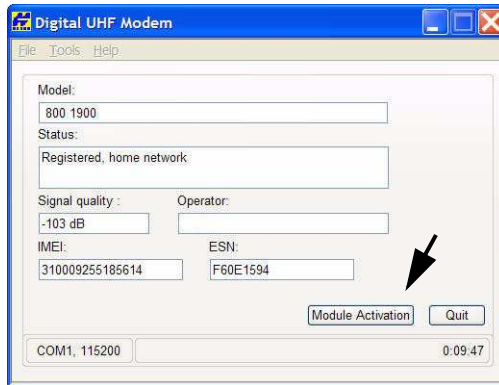 Digital UHF Modem
File Tools Help
Model:
800 1900
Status:
Registered, home network
Signal quality : Operator:
-103 dB
IMEI: ESN:
310009255185614 F60E1594
Module Activation Quit
COM1, 115200 0:09:47